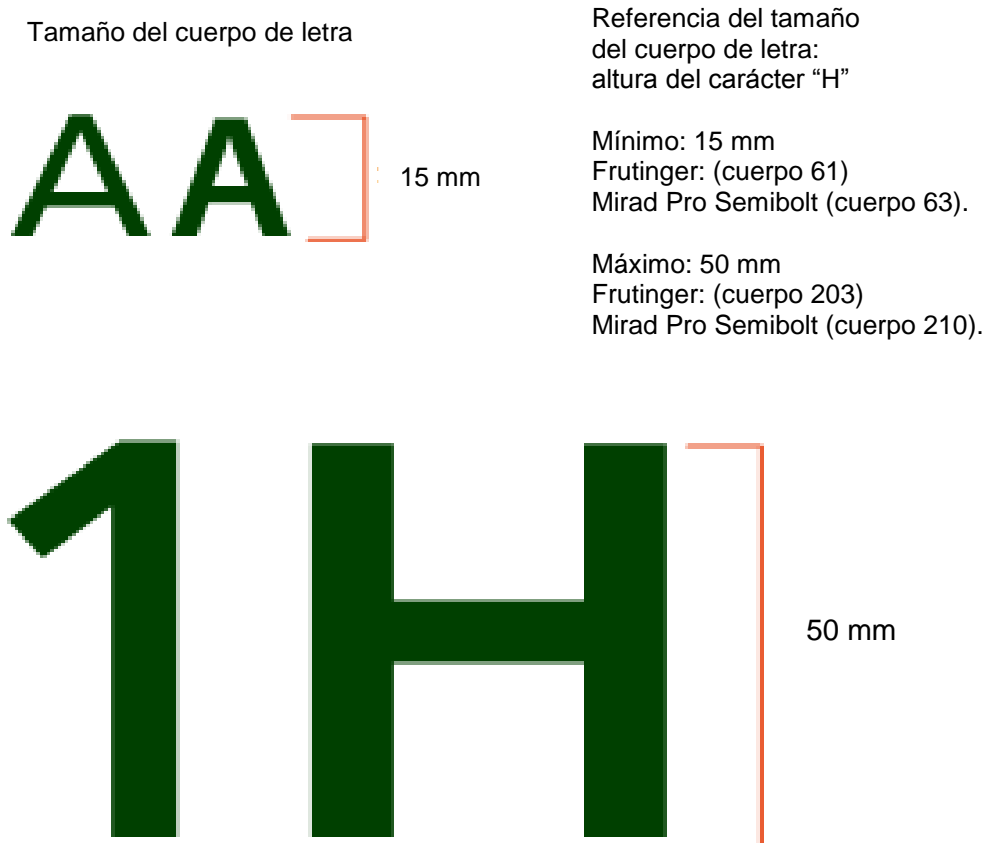 Tamaño del cuerpo de letra
AA
15 mm
Referencia del tamaño
del cuerpo de letra:
altura del carácter “H”
Mínimo: 15 mm
Frutinger: (cuerpo 61)
Mirad Pro Semibolt (cuerpo 63).
Máximo: 50 mm
Frutinger: (cuerpo 203)
Mirad Pro Semibolt (cuerpo 210).
1H
50 mm